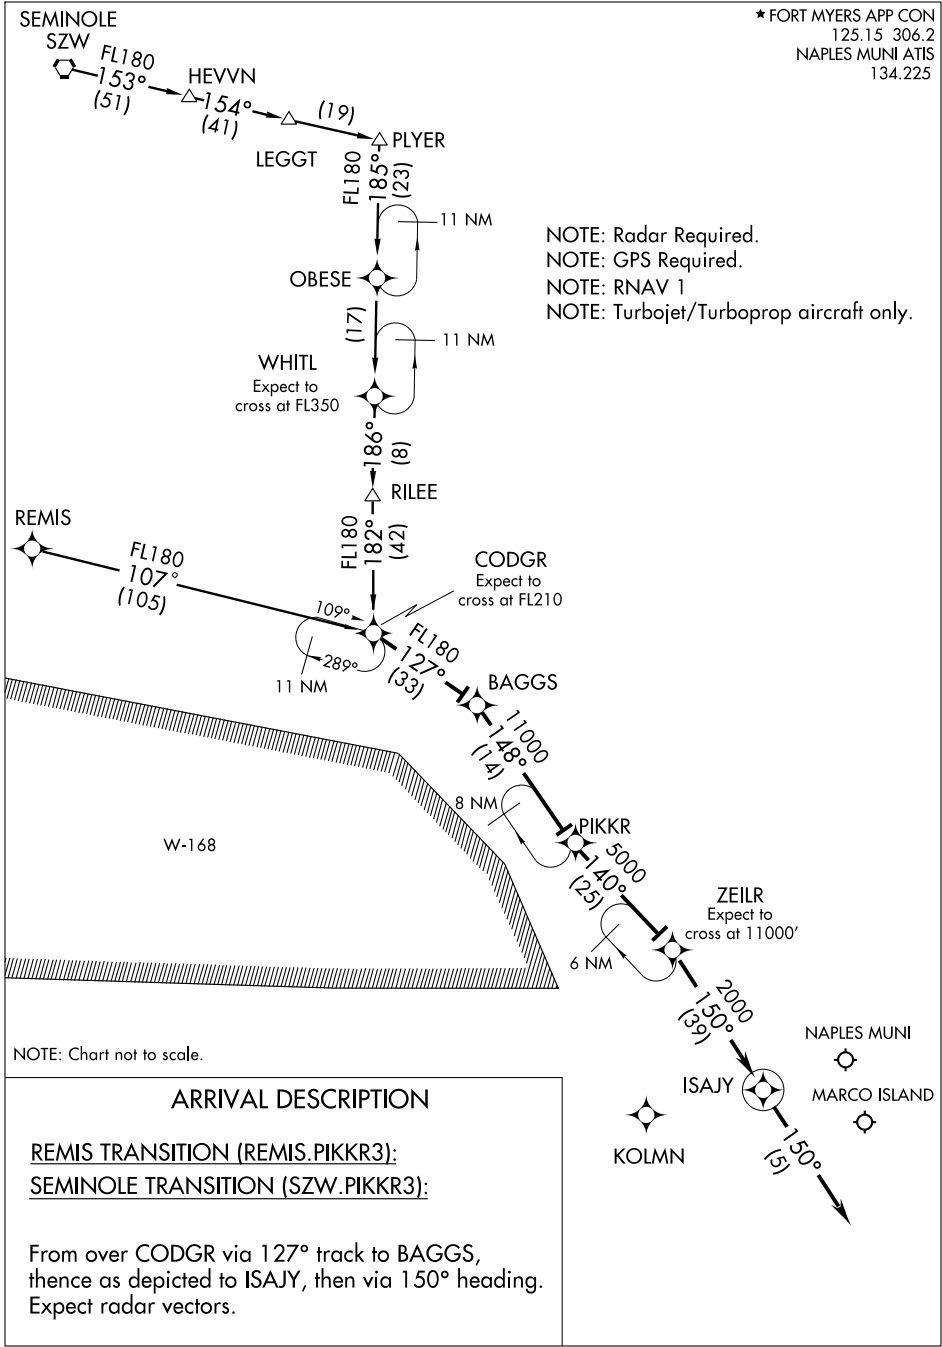 SEMINOLE
SZW
★ FORT MYERS APP CON
125.15 306.2
NAPLES MUNI ATIS
134.225
FL180
153°
(51)
HEVVN
154°
(41)
(19)
LEGGT
PLYER
FL180
185°
(23)
11 NM
OBESE
NOTE: Radar Required.
NOTE: GPS Required.
NOTE: RNAV 1
NOTE: Turbojet/Turboprop aircraft only.
(17)
11 NM
WHITL
Expect to
cross at FL350
186°
(8)
RILEE
FL180
182°
(42)
REMIS
FL180
107°
(105)
CODGR
Expect to
cross at FL210
109°
289°
11 NM
FL180
127°
(33)
BAGGS
11000
148°
(14)
8 NM
PIKKR
W-168
5000
140°
(25)
ZEILR
Expect to
cross at 11000'
6 NM
2000
150°
(39)
NOTE: Chart not to scale.
NAPLES MUNI
ISAJY
MARCO ISLAND
KOLMN
150°
(5)
ARRIVAL DESCRIPTION
REMIS TRANSITION (REMIS.PIKKR3):
SEMINOLE TRANSITION (SZW.PIKKR3):
From over CODGR via 127° track to BAGGS,
thence as depicted to ISAJY, then via 150° heading.
Expect radar vectors.